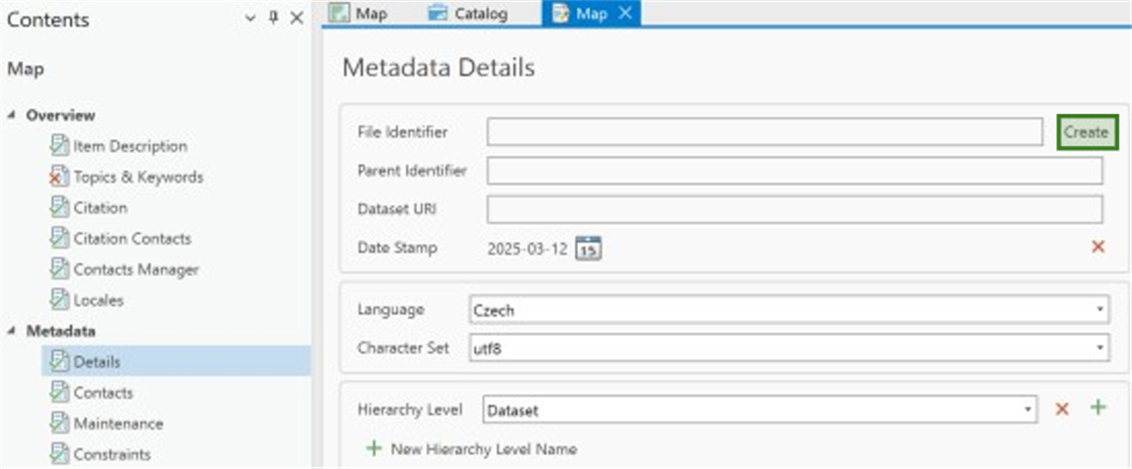 Contents
Map
Overview
Item Description
Topics & Keywords
Citation
Citation Contacts
Contacts Manager
Locales
Metadata
Details
Contacts
Maintenance
Constraints
Map Catalog Map
Metadata Details
File Identifier Create
Parent Identifier
Dataset URI
Date Stamp 2025-03-12 15
Language Czech
Character Set utf8
Hierarchy Level Dataset
New Hierarchy Level Name